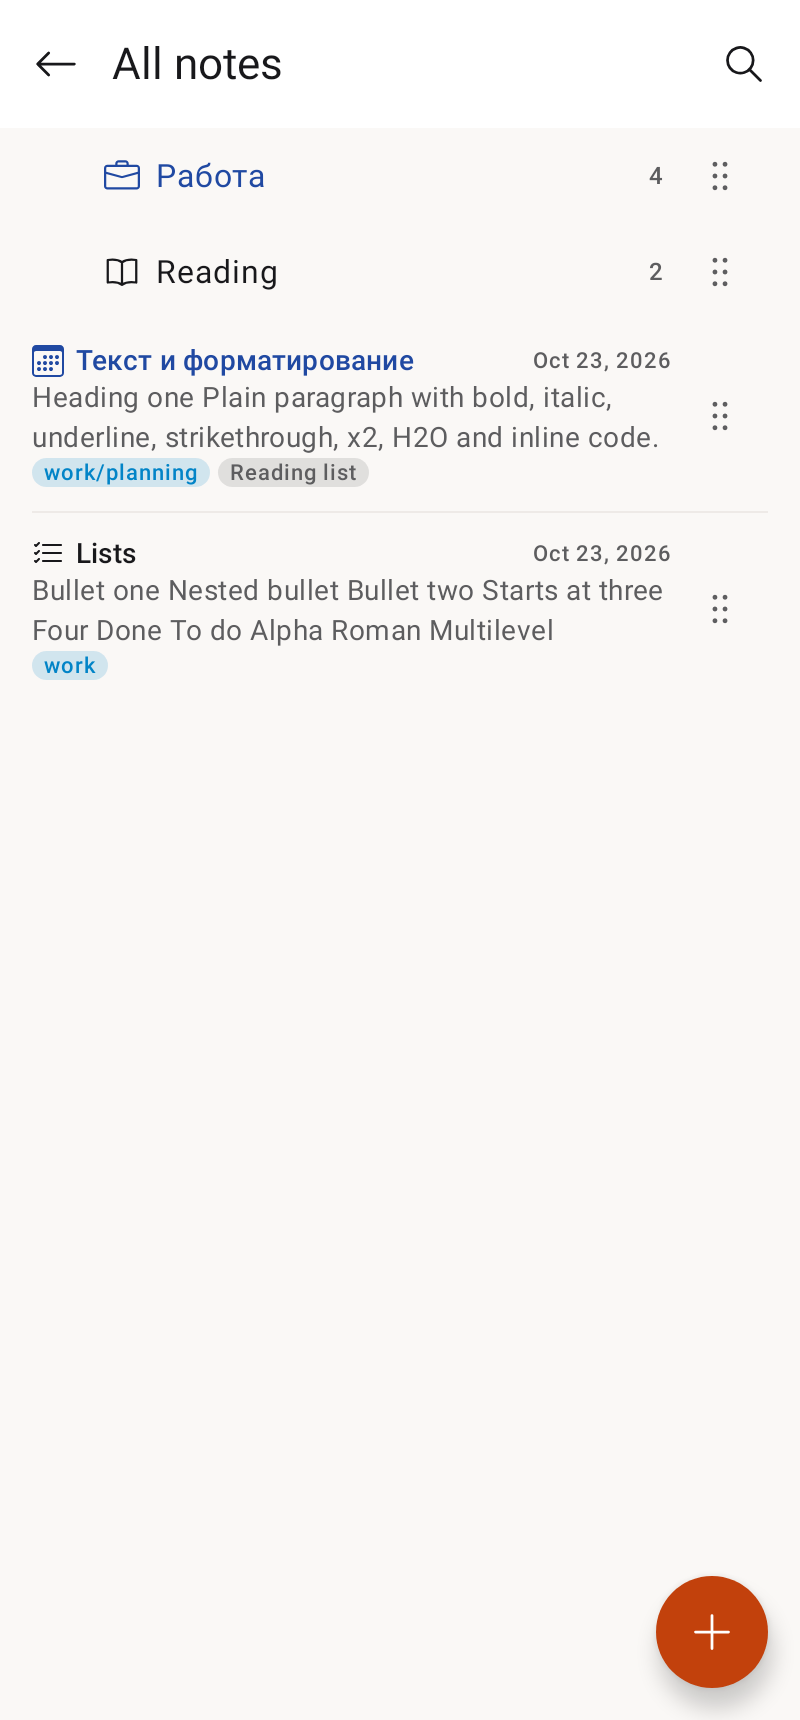 All notes
Работа 4
Reading 2
Текст и форматирование Oct 23, 2026
Heading one Plain paragraph with bold, italic,
underline, strikethrough, x2, H2O and inline code.
work/planning Reading list
Lists Oct 23, 2026
Bullet one Nested bullet Bullet two Starts at three
Four Done To do Alpha Roman Multilevel
work